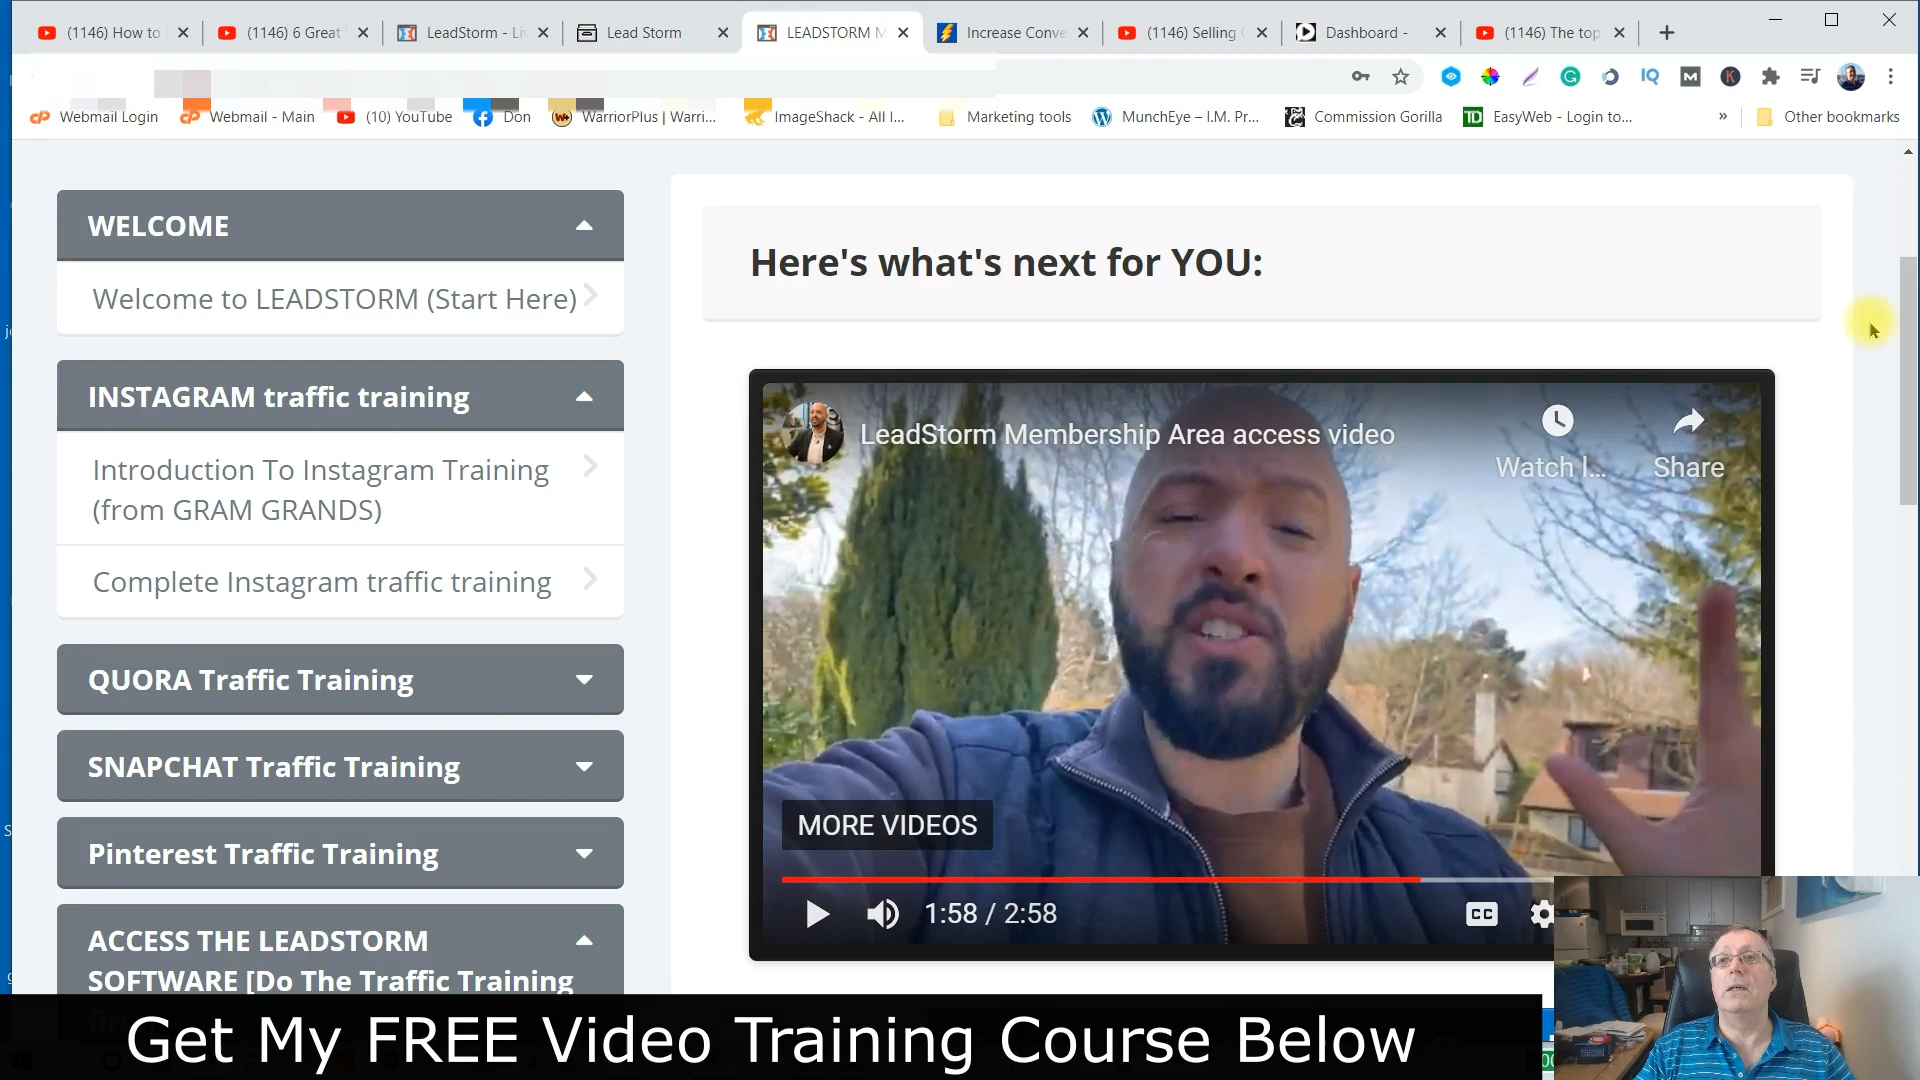 (1146) How to
(1146) 6 Great
LeadStorm - Li
Lead Storm
LEADSTORM M
Increase Conve
(1146) Selling
Dashboard -
(1146) The top
Webmail Login
Webmail - Main
(10) YouTube
Don
WarriorPlus | Warri...
ImageShack - All I...
Marketing tools
MunchEye – I.M. Pr...
Commission Gorilla
TD
EasyWeb - Login to...
»
Other bookmarks
IQ
M
K
WELCOME
Welcome to LEADSTORM (Start Here)
INSTAGRAM traffic training
Introduction To Instagram Training
(from GRAM GRANDS)
Complete Instagram traffic training
QUORA Traffic Training
SNAPCHAT Traffic Training
Pinterest Traffic Training
ACCESS THE LEADSTORM
SOFTWARE [Do The Traffic Training
Here's what's next for YOU:
LeadStorm Membership Area access video
Watch l...
Share
MORE VIDEOS
1:58 / 2:58
CC
Get My FREE Video Training Course Below